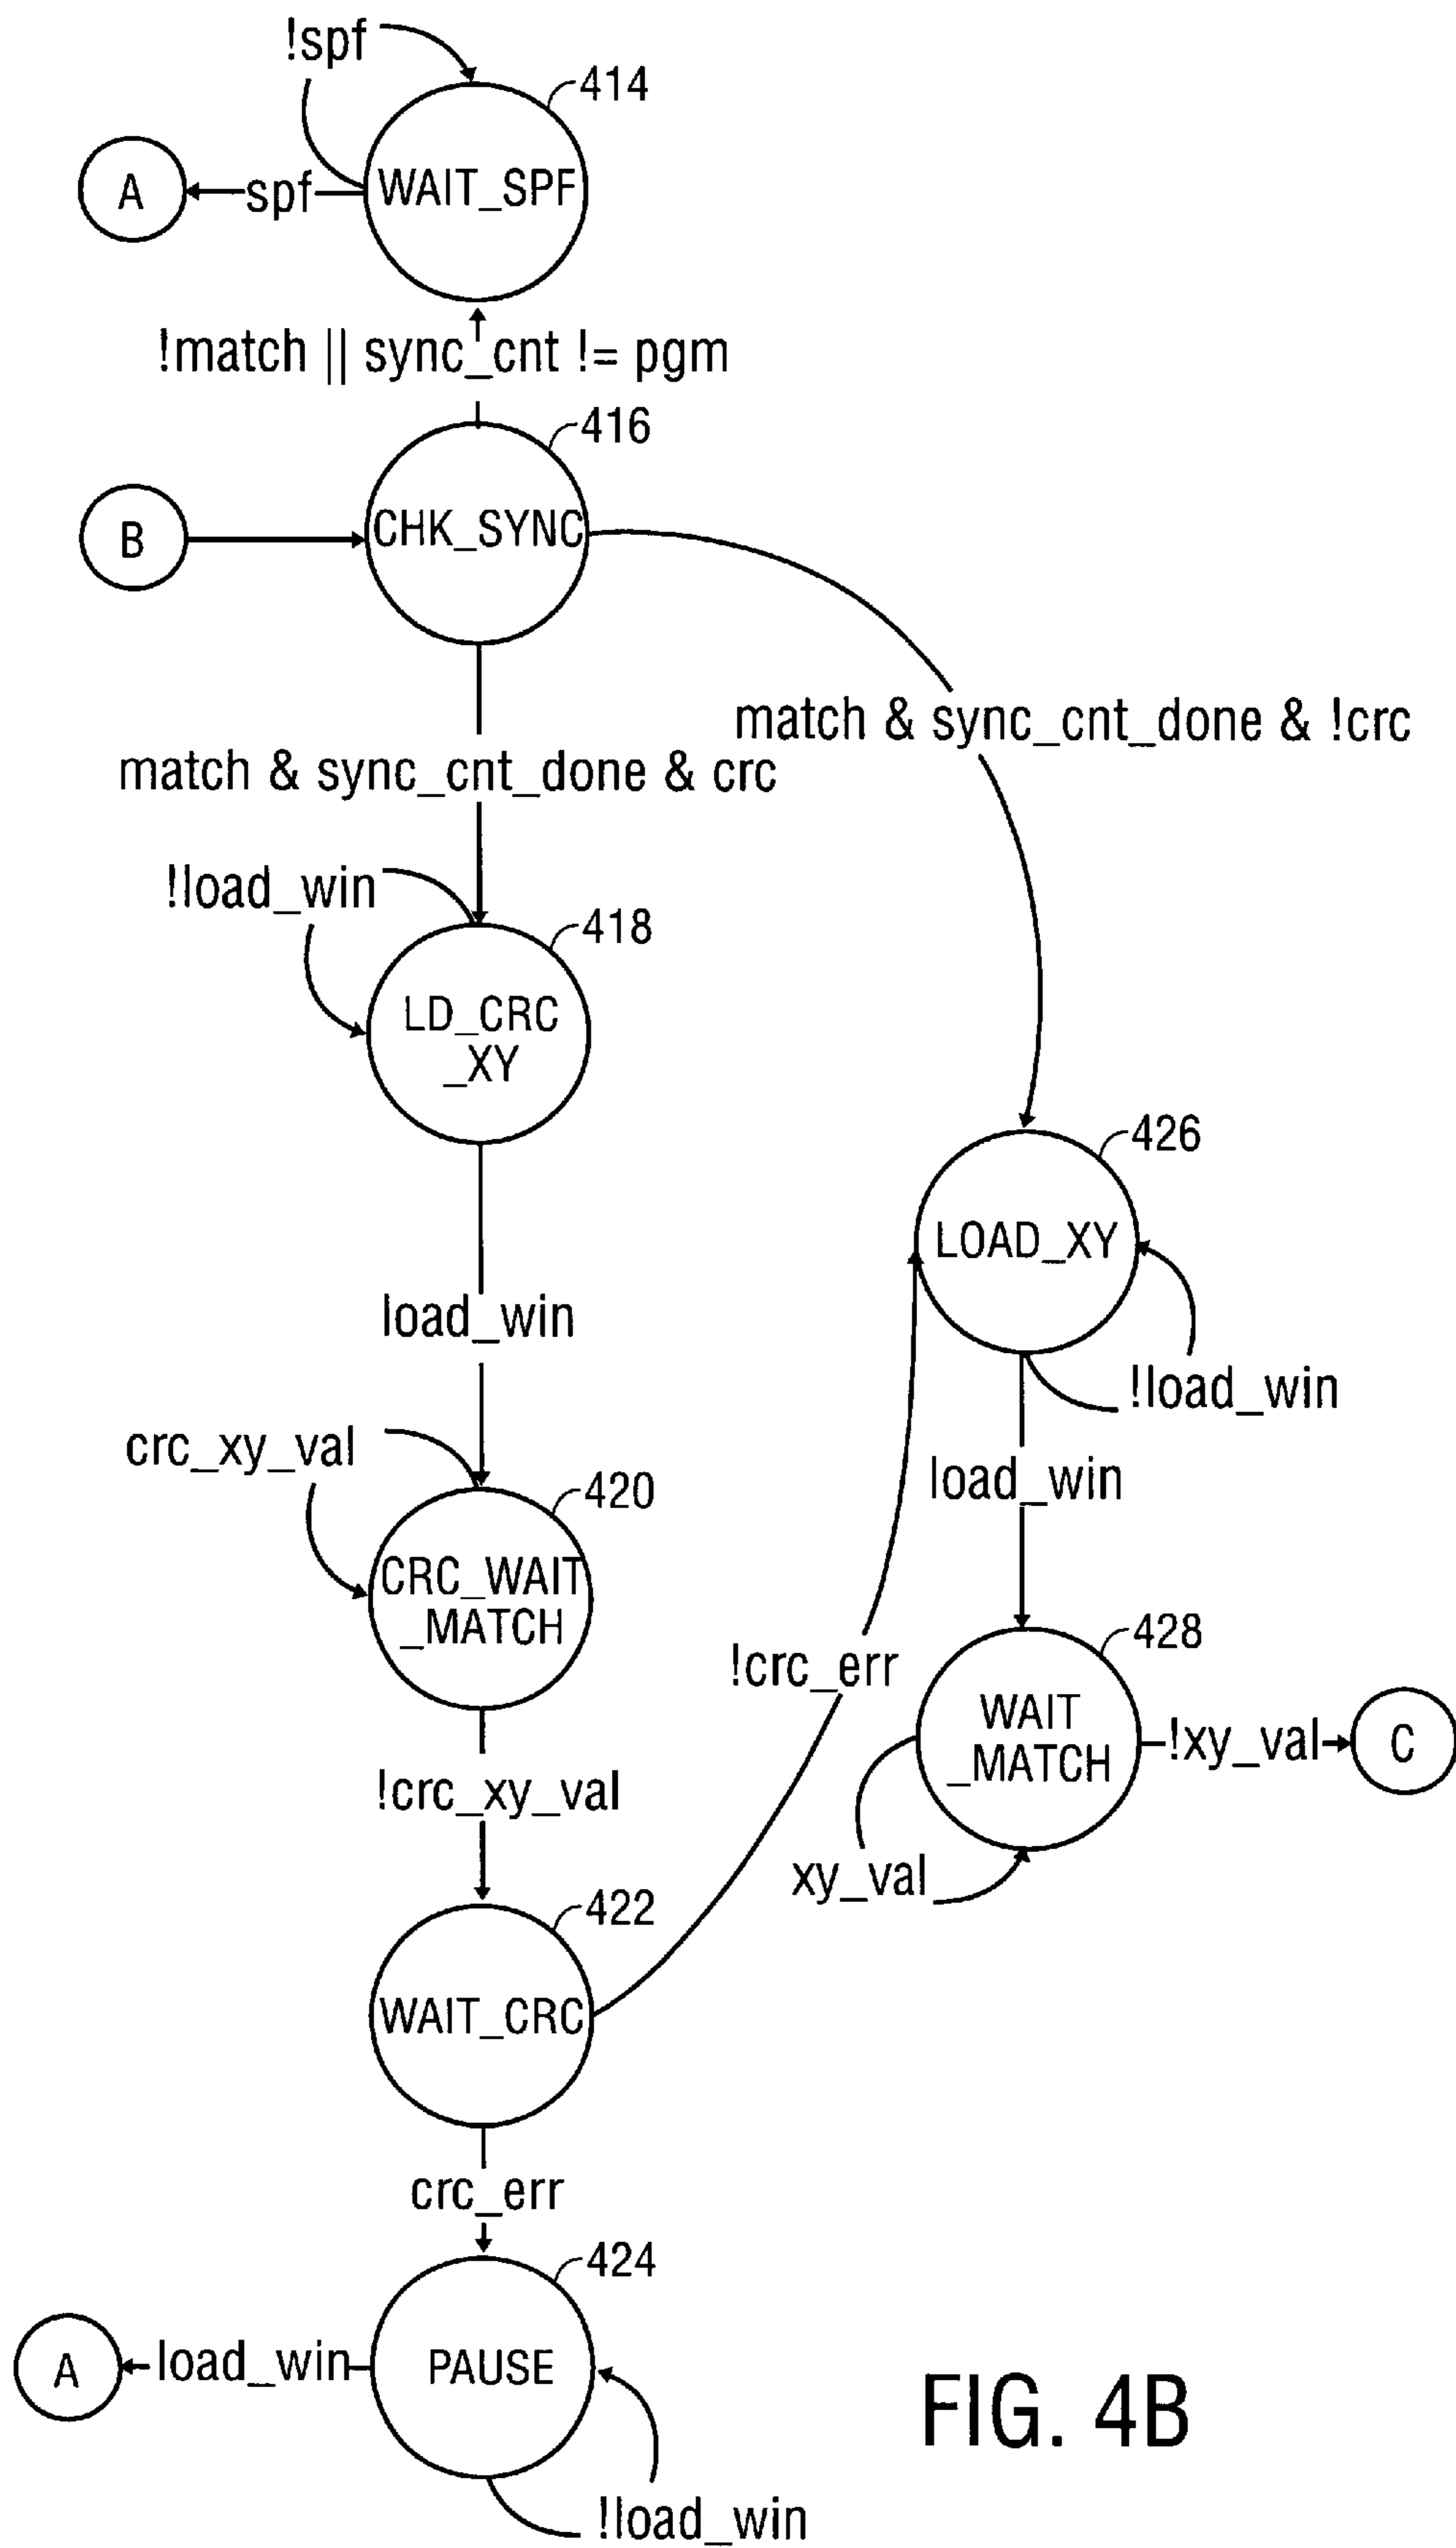 !spf
414
A
spf
WAIT_SPF
!match || sync_cnt != pgm
416
B
CHK_SYNC
match & sync_cnt_done & !crc
match & sync_cnt_done & crc
!load_win
418
LD_CRC
_XY
426
LOAD_XY
load_win
!load_win
crc_xy_val
load_win
420
CRC_WAIT
_MATCH
428
!crc_err
WAIT
_MATCH
!xy_val
C
!crc_xy_val
xy_val
422
WAIT_CRC
crc_err
424
A
load_win
PAUSE
!load_win
FIG. 4B